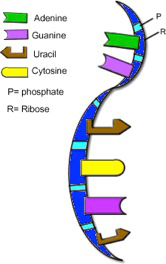 Adenine
Guanine
Uracil
Cytosine
P= phosphate
R= Ribose
P
R